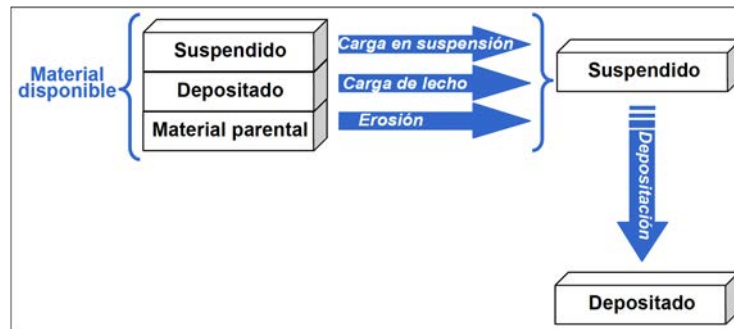 Material
disponible
Suspendido
Depositado
Material parental
Carga en suspensión
Carga de lecho
Erosión
Suspendido
Depositación
Depositado